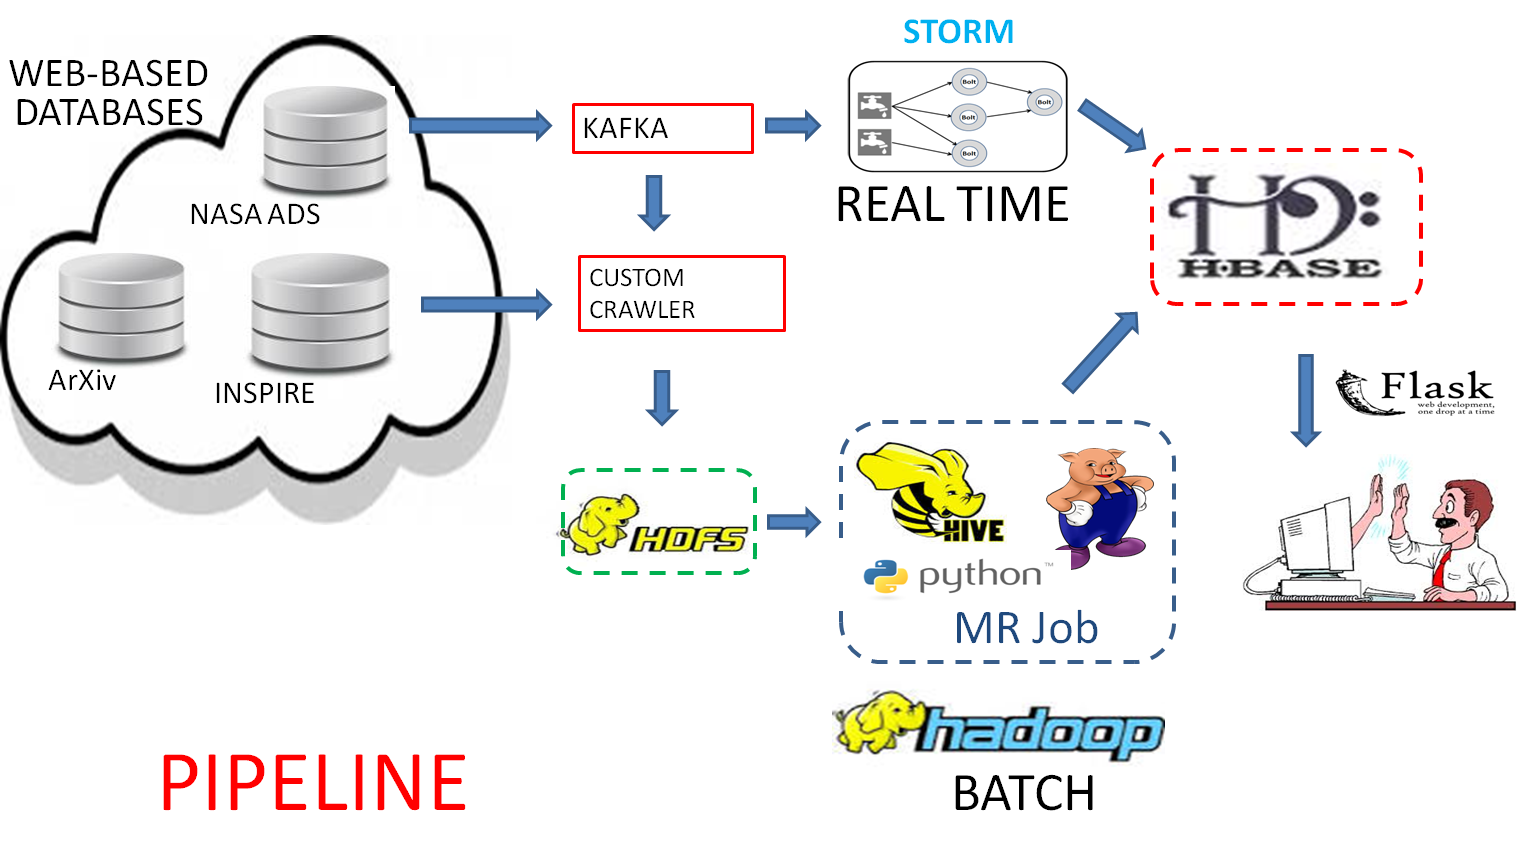 STORM
WEB-BASED
DATABASES
KAFKA
Bolt
Bolt
Bolt
Bolt
NASA ADS
REAL TIME
H·BASE
CUSTOM
CRAWLER
ArXiv
INSPIRE
Flask
web development,
one drop at a time
HDFS
HIVE
python™
MR Job
hadoop
PIPELINE
BATCH